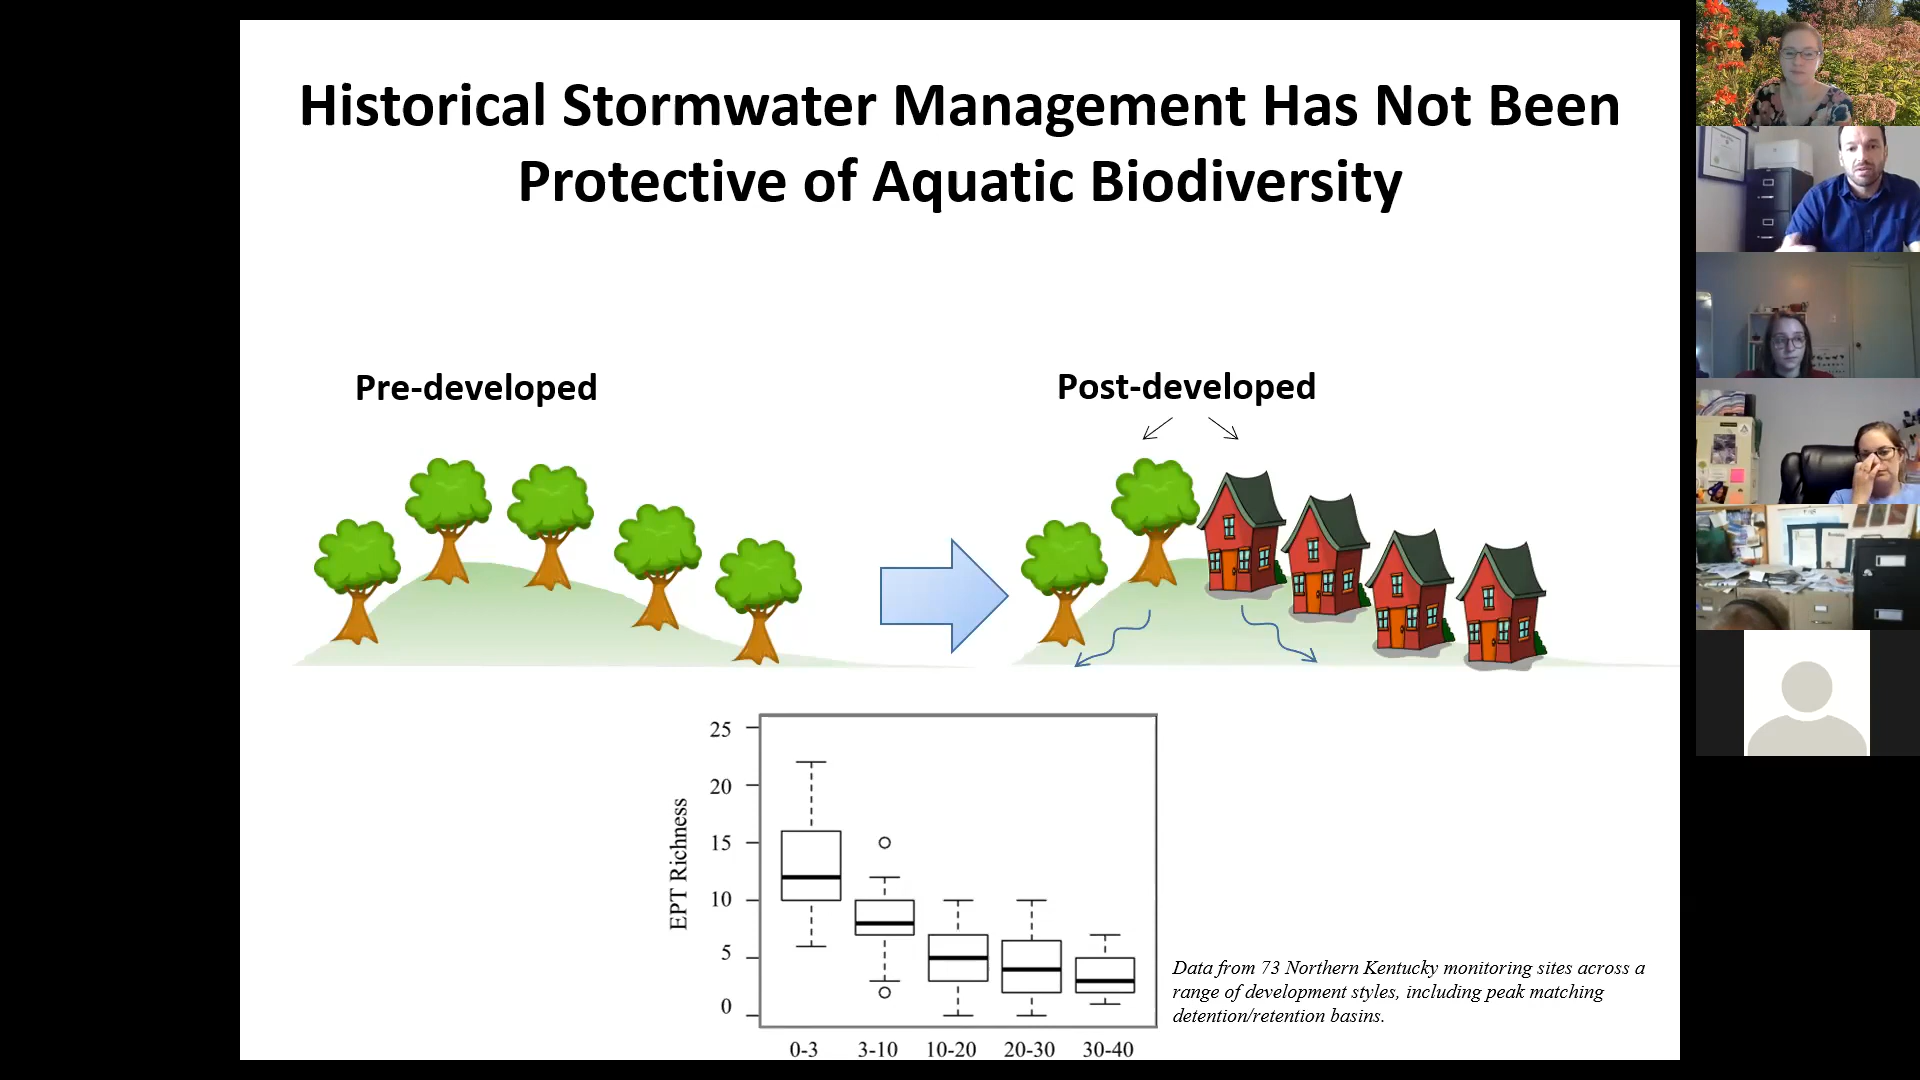 Historical Stormwater Management Has Not Been
Protective of Aquatic Biodiversity
Pre-developed
Post-developed
25
20
15
10
5
0
EPT Richness
0-3 3-10 10-20 20-30 30-40
Data from 73 Northern Kentucky monitoring sites across a
range of development styles, including peak matching
detention/retention basins.